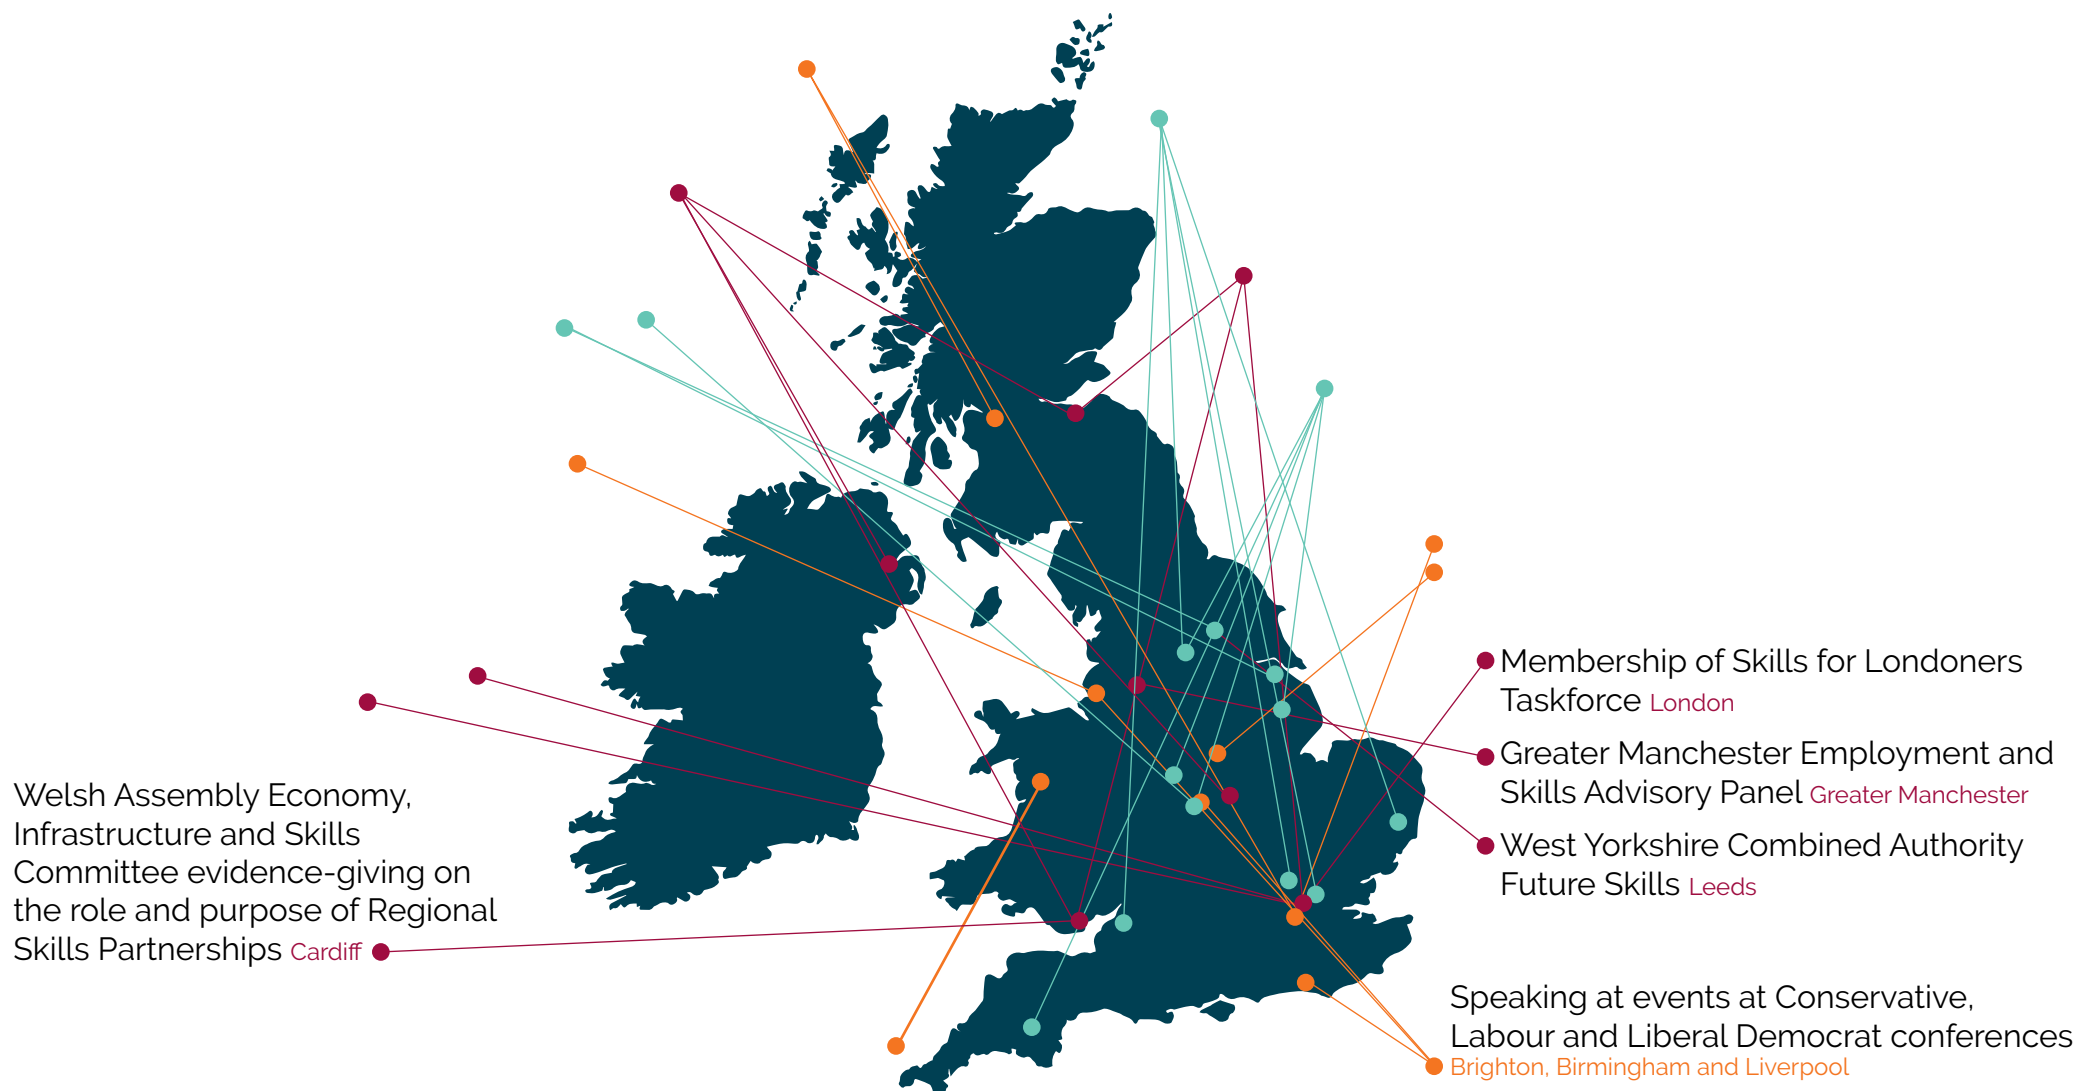 Membership of Skills for Londoners
Taskforce London
Greater Manchester Employment and
Skills Advisory Panel Greater Manchester
West Yorkshire Combined Authority
Future Skills Leeds
Welsh Assembly Economy,
Infrastructure and Skills
Committee evidence-giving on
the role and purpose of Regional
Skills Partnerships Cardiff
Speaking at events at Conservative,
Labour and Liberal Democrat conferences
Brighton, Birmingham and Liverpool